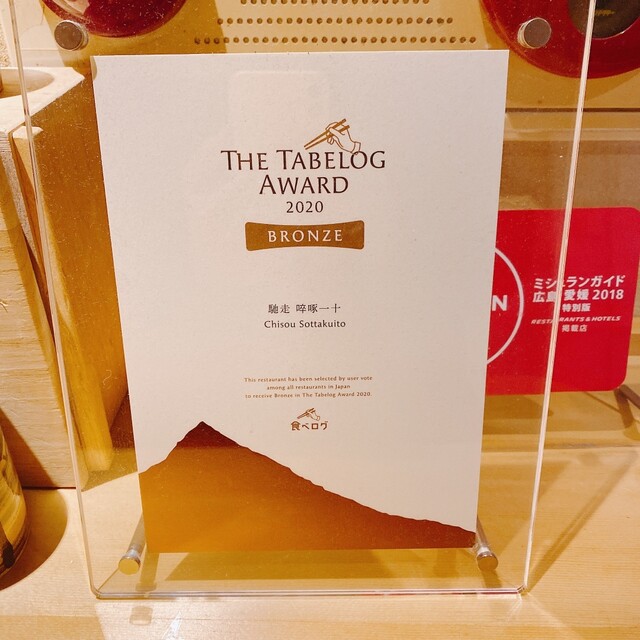 THE TABELOG
AWARD
2020
BRONZE
馳走 啐啄一十
Chisou Sottakuito
This restaurant has been selected by user vote
among all restaurants in Japan
to receive Bronze in The Tabelog Award 2020.
食べログ
ミシュランガイド
広島 愛媛 2018
特別版
RESTAURANTS & HOTELS
掲載店